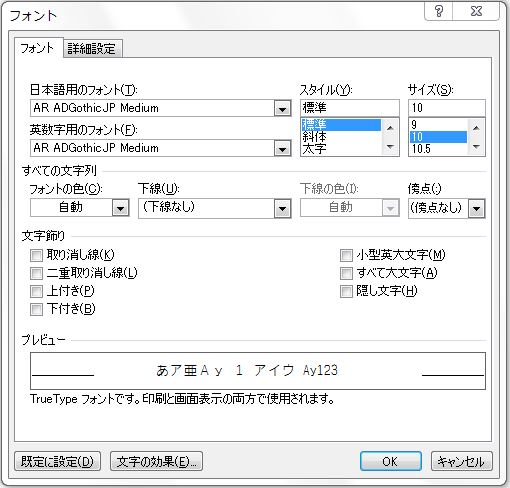 フォント
フォント 詳細設定
日本語用のフォント(T): スタイル(Y): サイズ(S):
AR ADGothicJP Medium 標準 10
英数字用のフォント(F): 標準 9
AR ADGothicJP Medium 斜体 10
太字 10.5
すべての文字列
フォントの色(C): 下線(U): 下線の色(I): 傍点(:)
自動 (下線なし) 自動 (傍点なし)
文字飾り
取り消し線(K) 小型英大文字(M)
二重取り消し線(L) すべて大文字(A)
上付き(P) 隠し文字(H)
下付き(B)
プレビュー
あア亜Ａｙ １ アイウ Ay123
TrueType フォントです。印刷と画面表示の両方で使用されます。
既定に設定(D) 文字の効果(E)... OK キャンセル